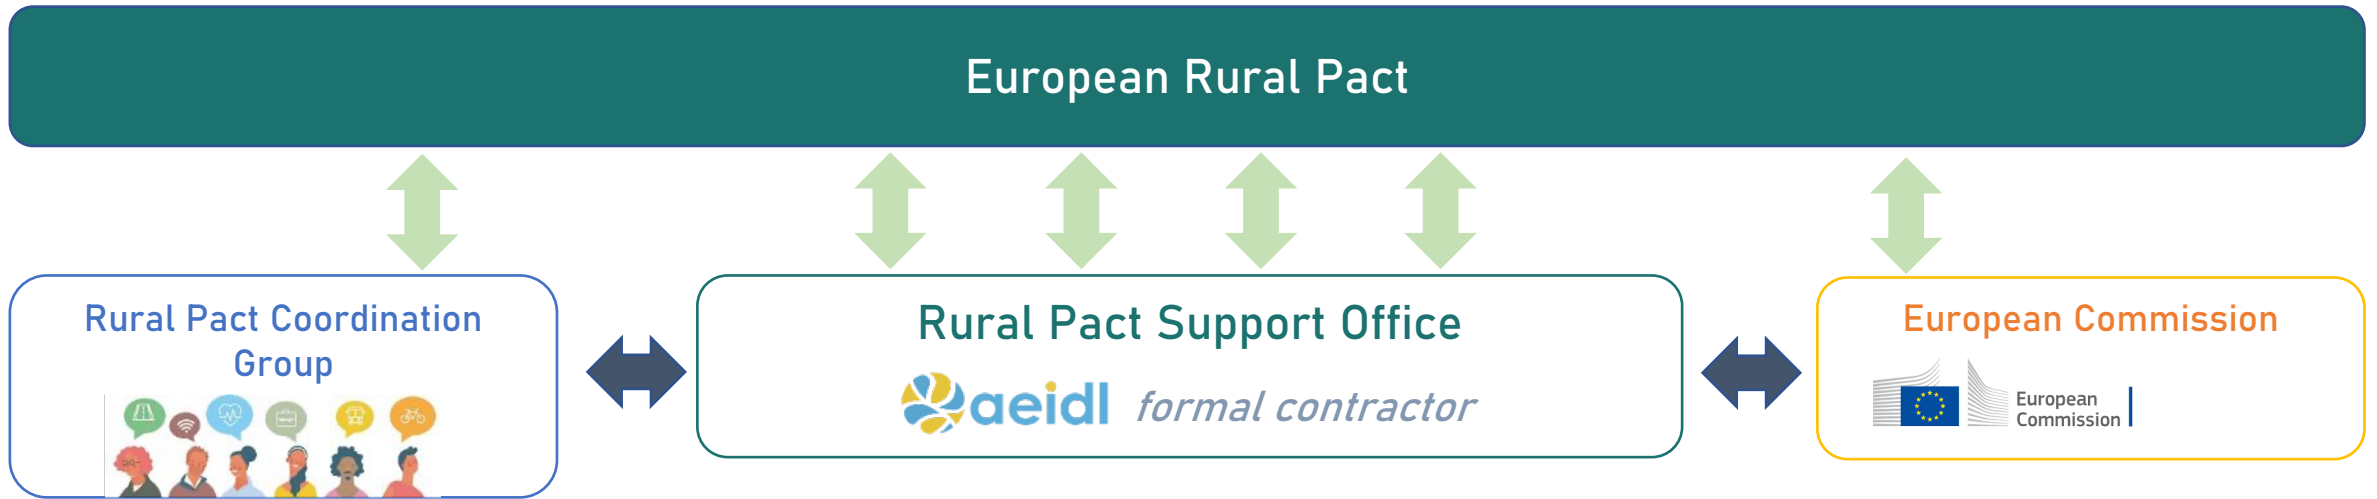 European Rural Pact
Rural Pact Coordination
Group
Rural Pact Support Office
aeidl formal contractor
European Commission
European
Commission